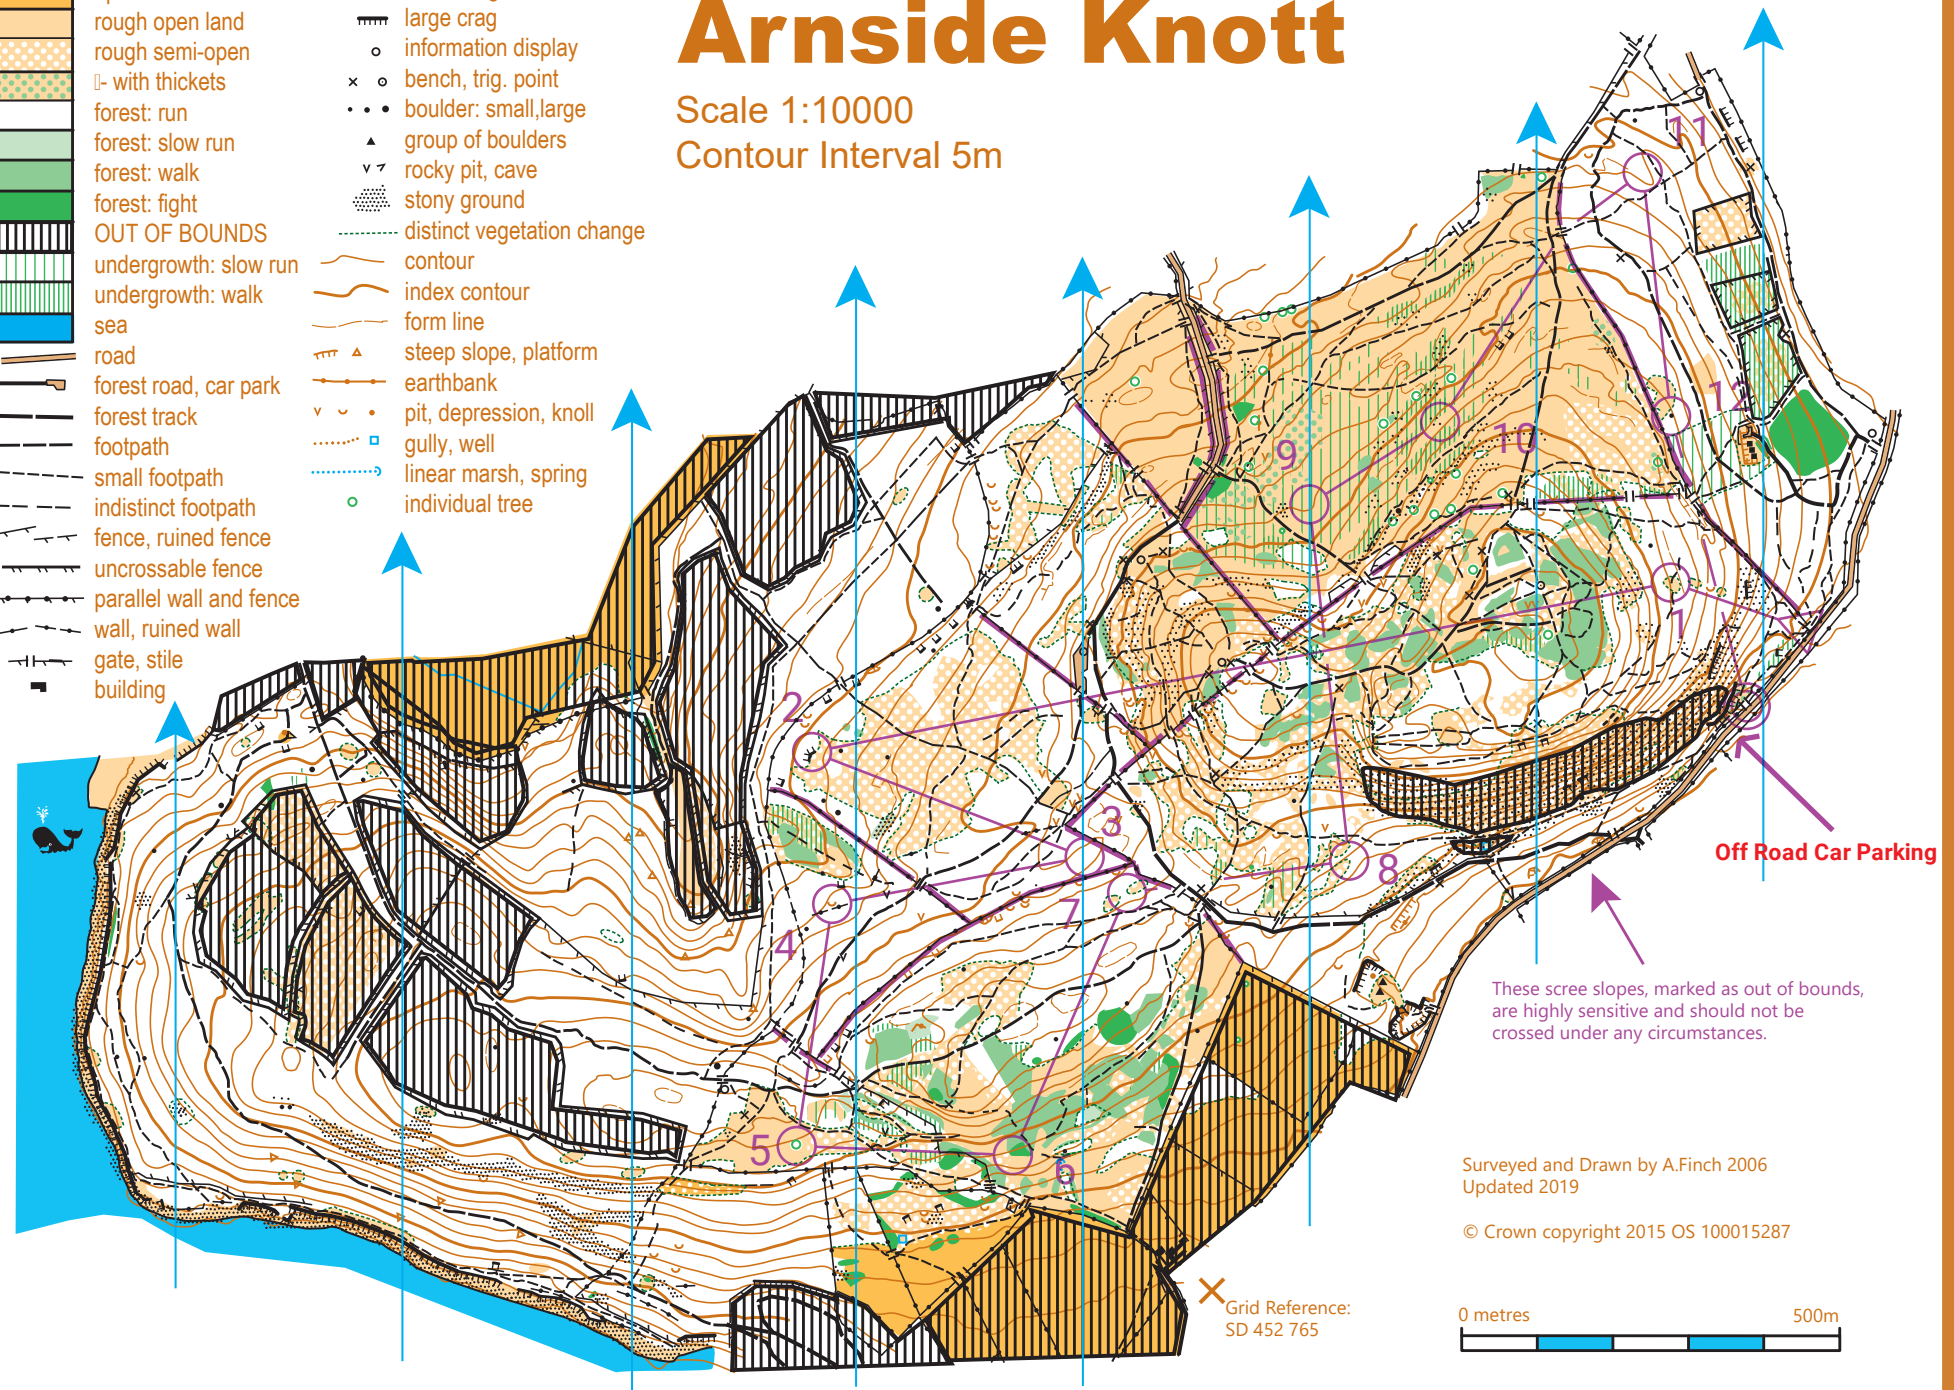 Arnside Knott
Scale 1:10000
Contour Interval 5m
rough open land
rough semi-open
▯- with thickets
forest: run
forest: slow run
forest: walk
forest: fight
OUT OF BOUNDS
undergrowth: slow run
undergrowth: walk
sea
road
forest road, car park
forest track
footpath
small footpath
indistinct footpath
fence, ruined fence
uncrossable fence
parallel wall and fence
wall, ruined wall
gate, stile
building
large crag
information display
bench, trig. point
boulder: small,large
group of boulders
rocky pit, cave
stony ground
distinct vegetation change
contour
index contour
form line
steep slope, platform
earthbank
pit, depression, knoll
gully, well
linear marsh, spring
individual tree
11
12
9
10
1
2
3
8
7
4
5
6
Off Road Car Parking
These scree slopes, marked as out of bounds,
are highly sensitive and should not be
crossed under any circumstances.
Surveyed and Drawn by A.Finch 2006
Updated 2019
© Crown copyright 2015 OS 100015287
Grid Reference:
SD 452 765
0 metres
500m